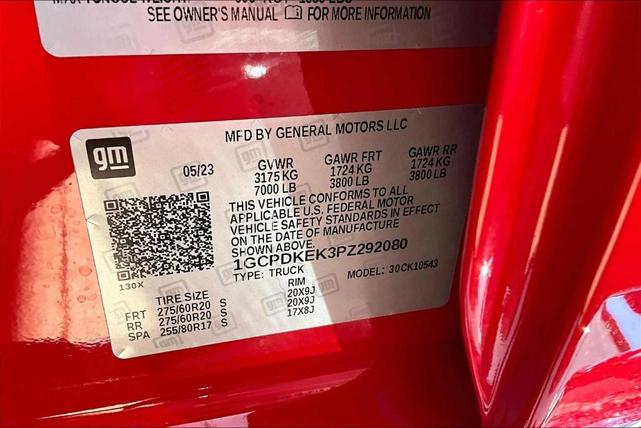 SEE OWNER'S MANUAL FOR MORE INFORMATION
gm
MFD BY GENERAL MOTORS LLC
05/23 GVWR GAWR FRT GAWR RR
3175 KG 1724 KG 1724 KG
7000 LB 3800 LB 3800 LB
THIS VEHICLE CONFORMS TO ALL
APPLICABLE U.S. FEDERAL MOTOR
VEHICLE SAFETY STANDARDS IN EFFECT
ON THE DATE OF MANUFACTURE
SHOWN ABOVE.
1GCPDKEK3PZ292080
TYPE: TRUCK MODEL: 30CK10543
130X
TIRE SIZE RIM
FRT 275/60R20 S 20X9J
RR 275/60R20 S 20X9J
SPA 255/80R17 S 17X8J